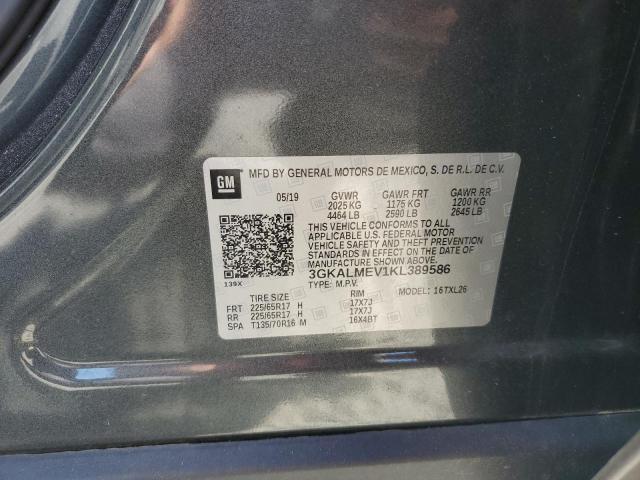 GM MFD BY GENERAL MOTORS DE MEXICO, S. DE R.L. DE C.V.
05/19 GVWR GAWR FRT GAWR RR
2025 KG 1175 KG 1200 KG
4464 LB 2590 LB 2645 LB
THIS VEHICLE CONFORMS TO ALL
APPLICABLE U.S. FEDERAL MOTOR
VEHICLE SAFETY AND THEFT PREVENTION
STANDARDS IN EFFECT ON THE DATE OF
MANUFACTURE SHOWN ABOVE.
3GKALMEV1KL389586
139X TYPE: M.P.V. MODEL: 16TXL26
TIRE SIZE RIM
FRT 225/65R17 H 17X7J
RR 225/65R17 H 17X7J
SPA T135/70R16 M 16X4BT